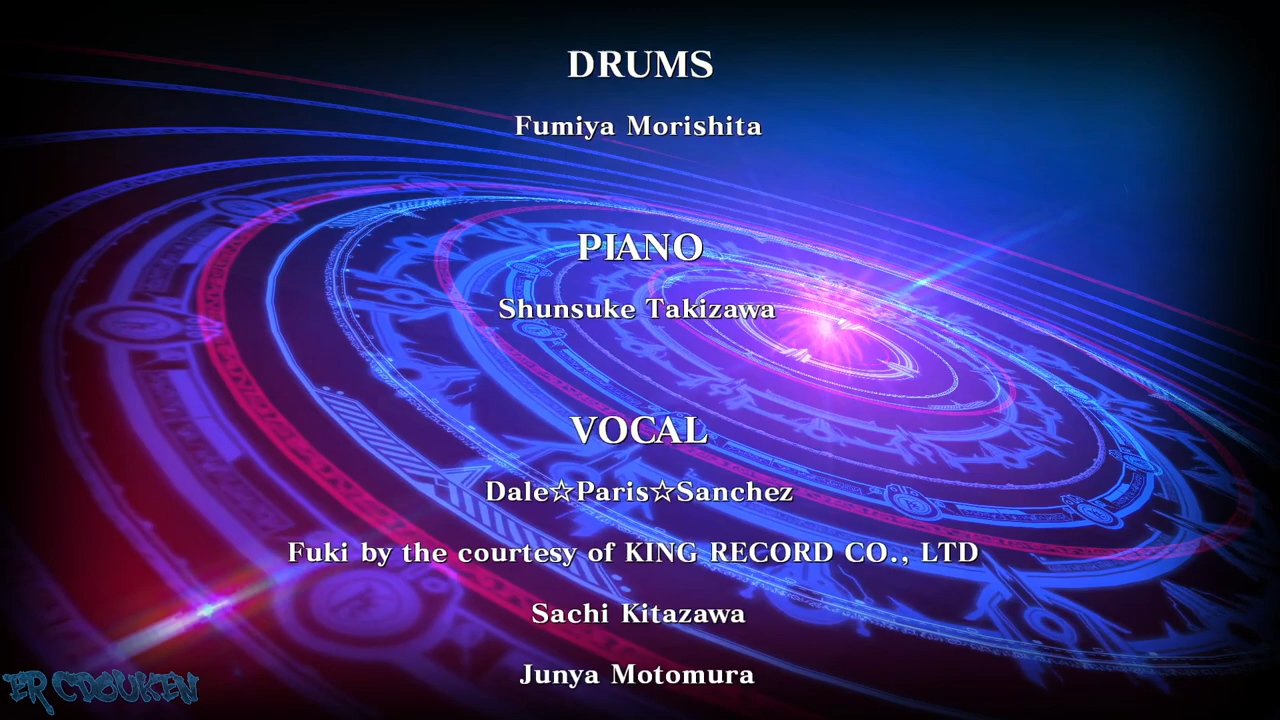 DRUMS
Fumiya Morishita
PIANO
Shunsuke Takizawa
VOCAL
Dale☆Paris☆Sanchez
Fuki by the courtesy of KING RECORD CO., LTD
Sachi Kitazawa
Junya Motomura